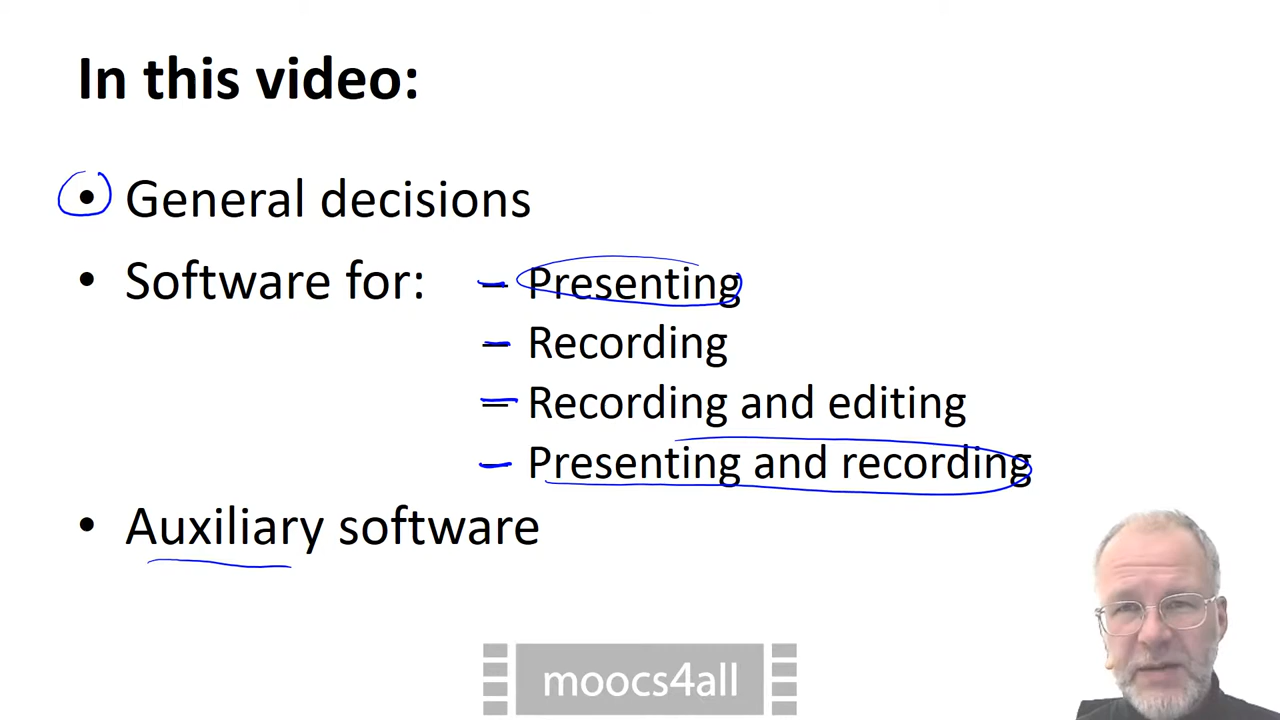 In this video:
• General decisions
• Software for:
– Presenting
– Recording
– Recording and editing
– Presenting and recording
• Auxiliary software
moocs4all